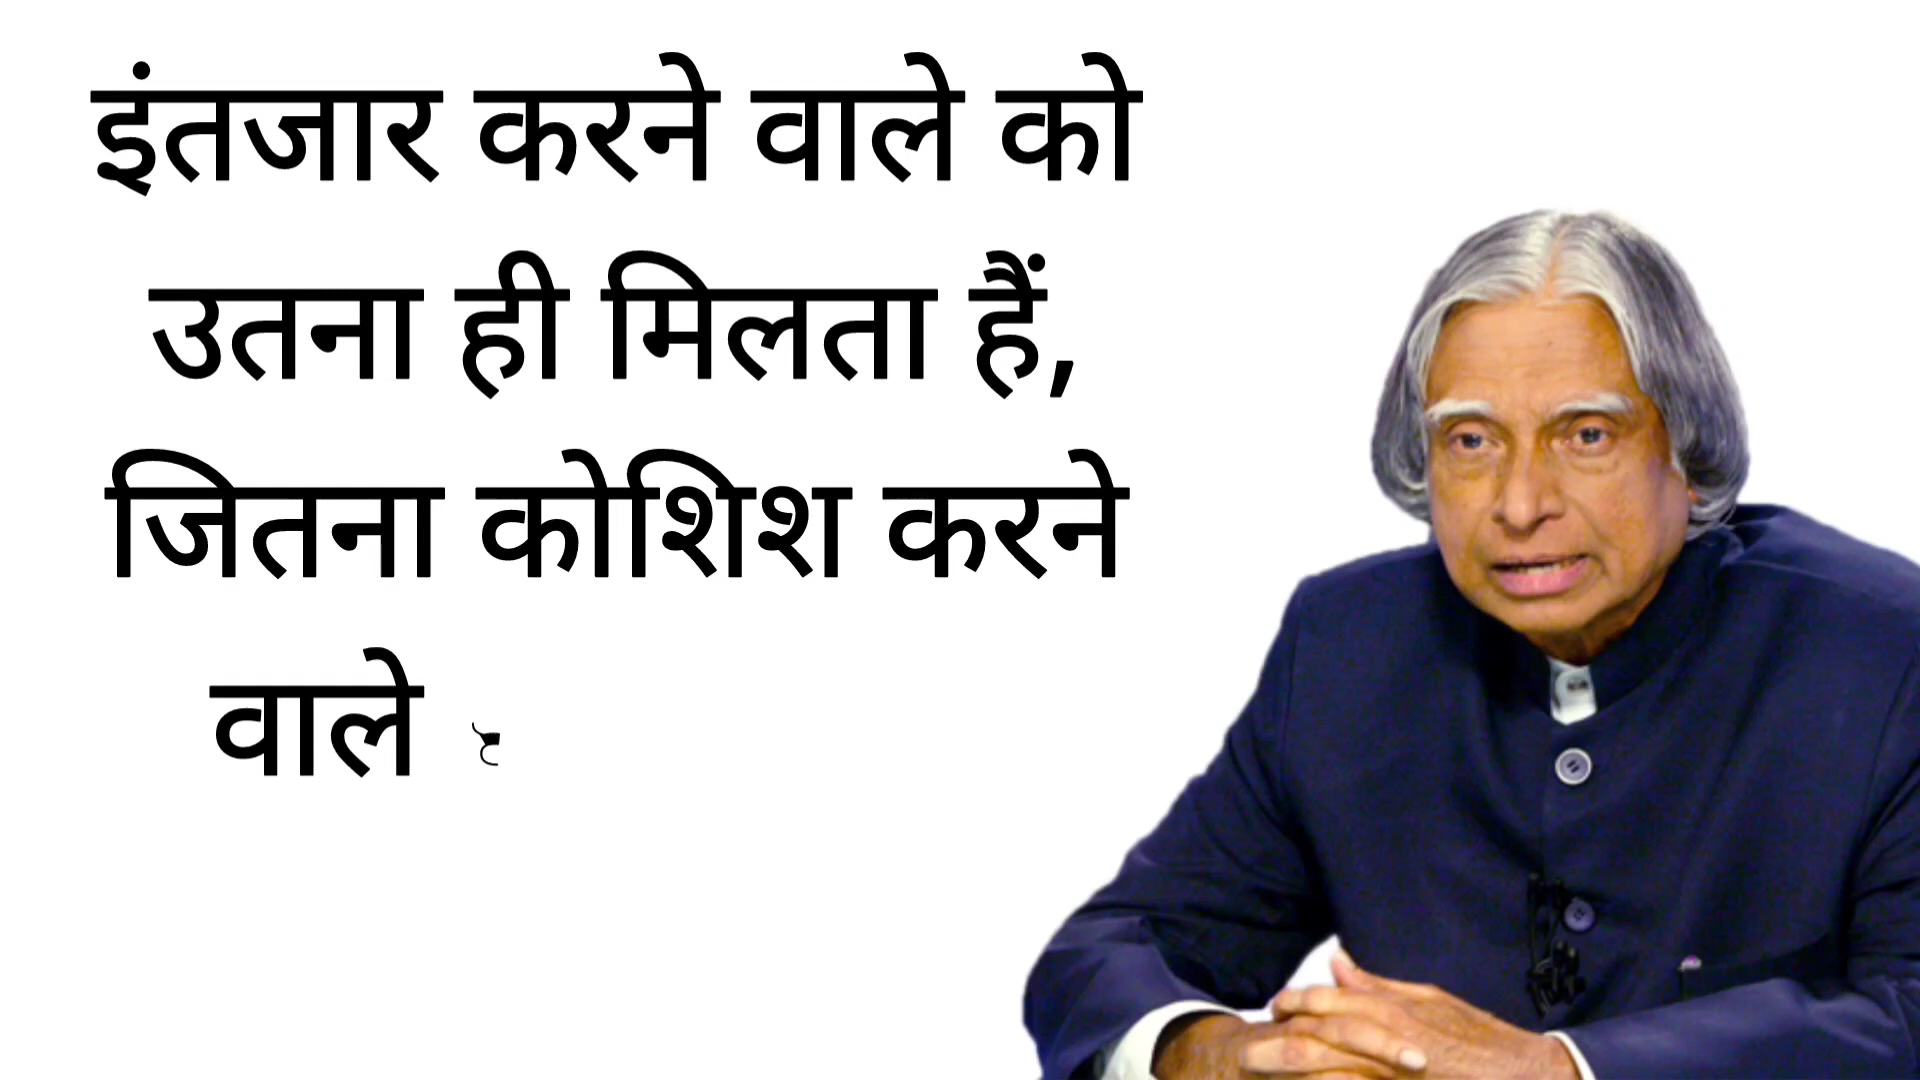 इंतजार करने वाले को
उतना ही मिलता हैं,
जितना कोशिश करने
वाले